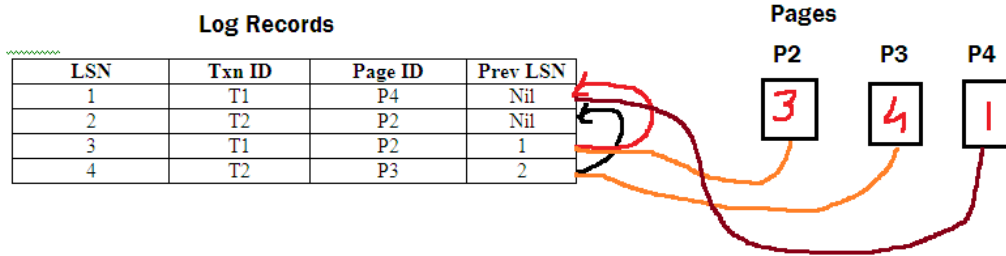 Log Records
Pages
P2 P3 P4
LSN Txn ID Page ID Prev LSN
1 T1 P4 Nil
2 T2 P2 Nil
3 T1 P2 1
4 T2 P3 2
3 4 1